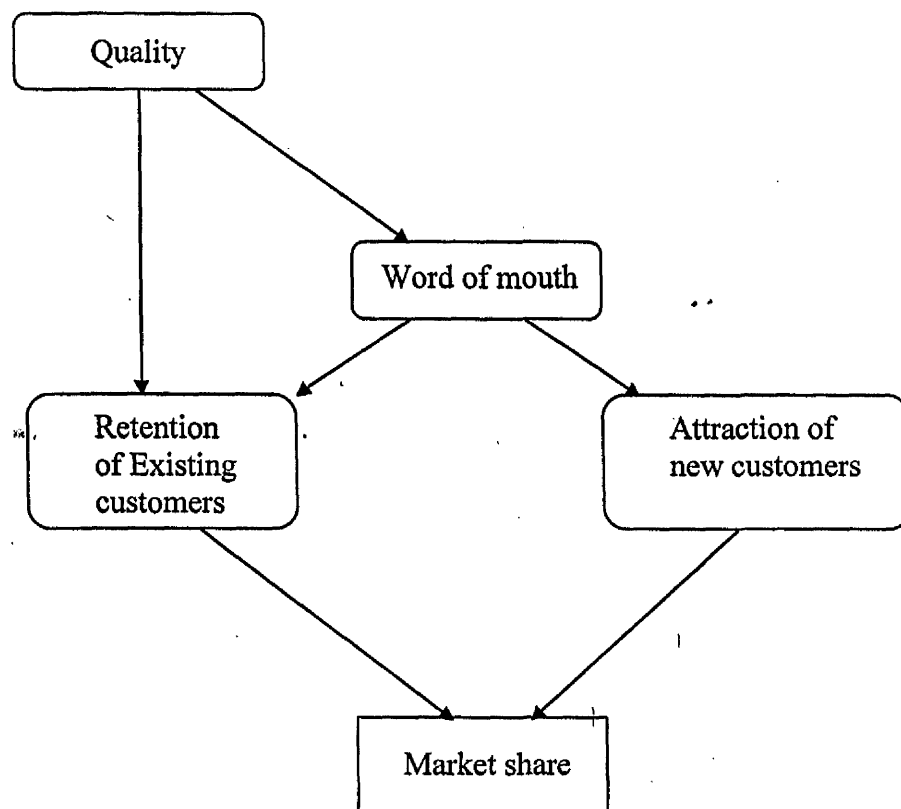 Quality
Word of mouth
Retention
of Existing
customers
Attraction of
new customers
Market share